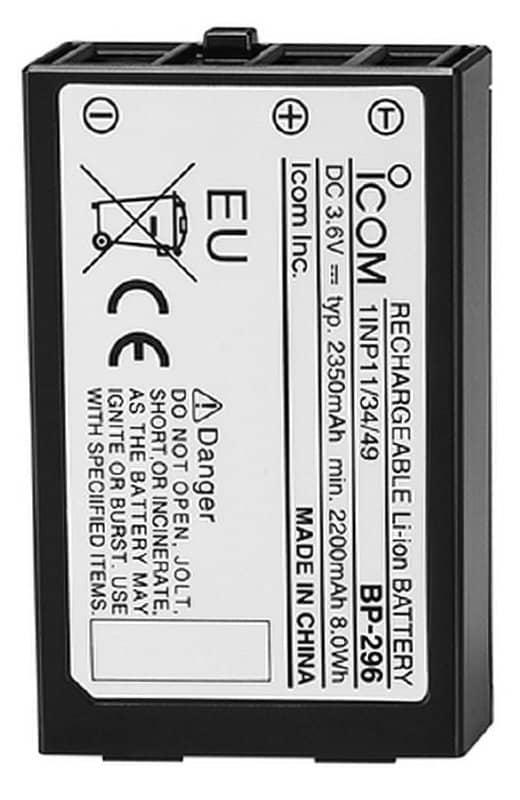 RECHARGEABLE Li-ion BATTERY
ICOM 1INP11/34/49 BP-296
DC 3.6V ⎓ typ. 2350mAh min. 2200mAh 8.0Wh
Icom Inc. MADE IN CHINA
EU
⚠Danger
DO NOT OPEN, JOLT,
SHORT,OR INCINERATE,
AS THE BATTERY MAY
IGNITE OR BURST. USE
WITH SPECIIFIED ITEMS.
CE
⊖ ⊕ T